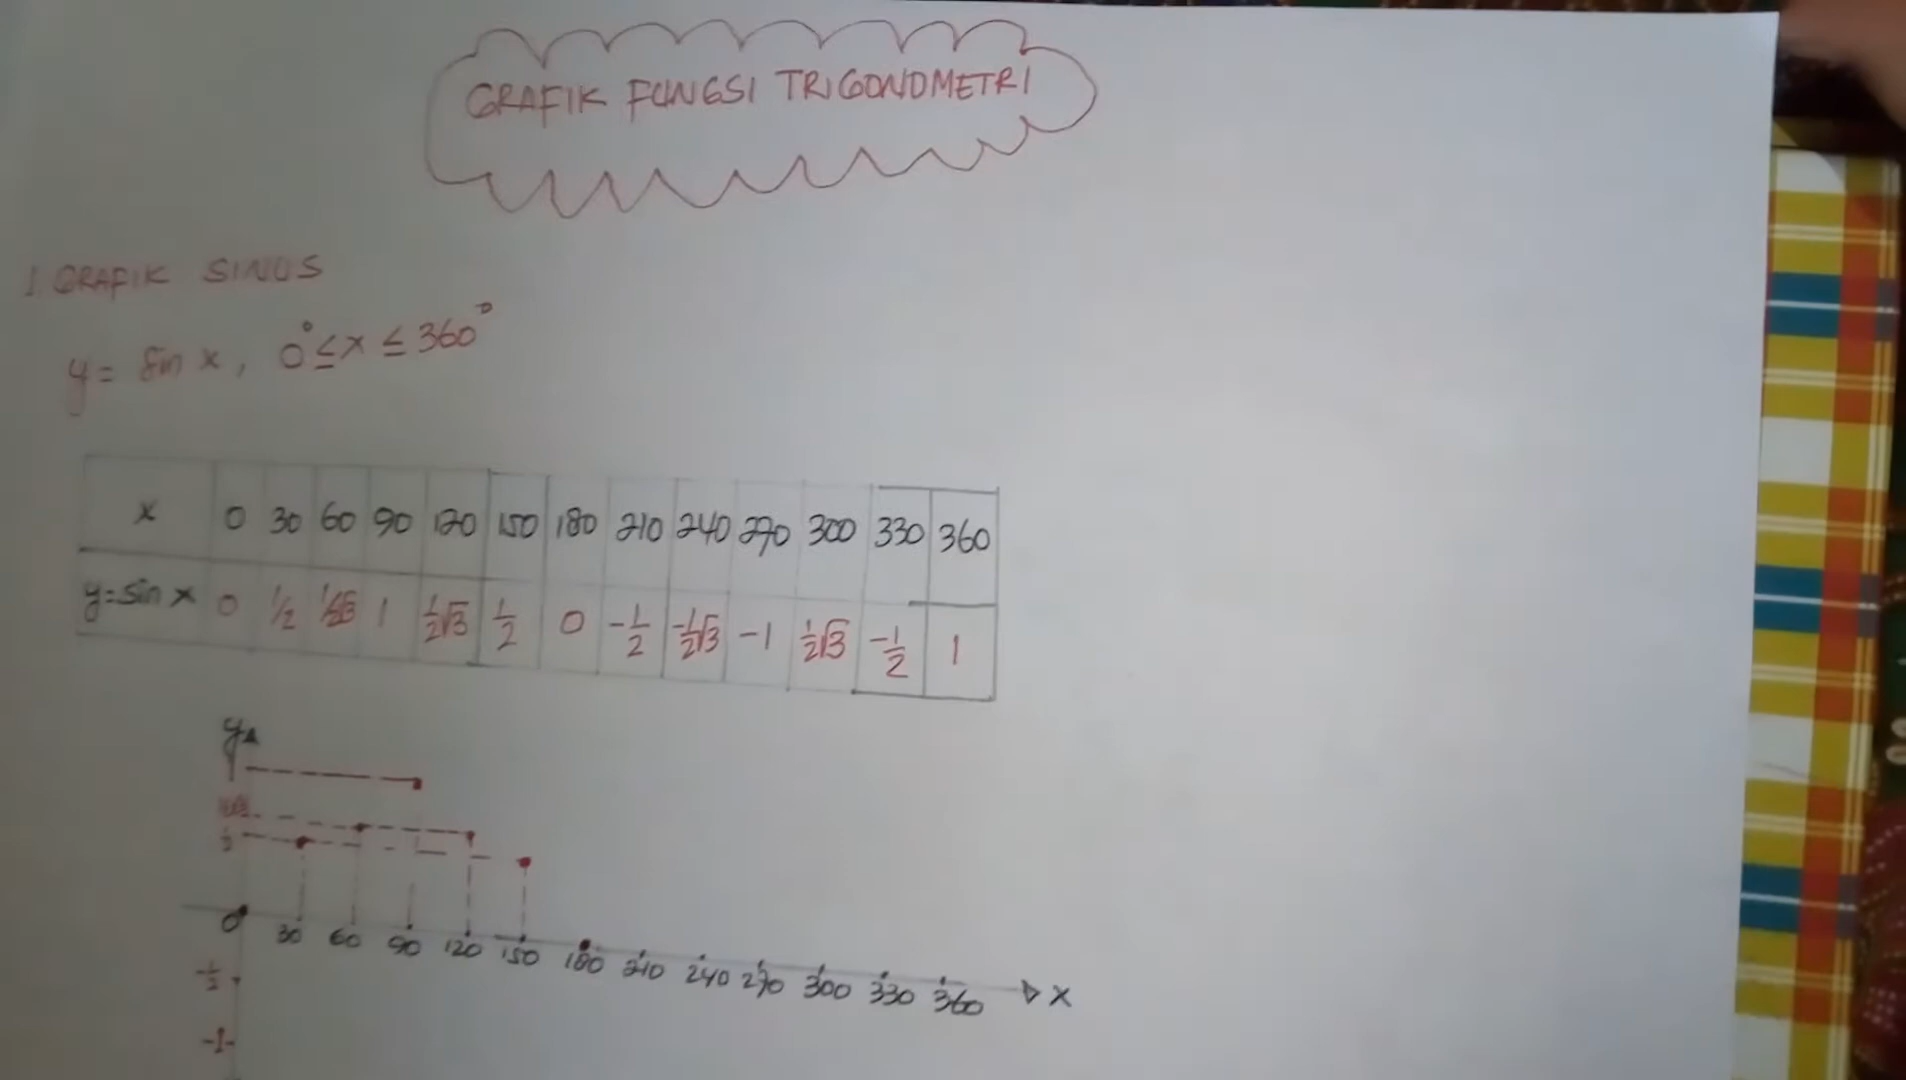 GRAFIK FUNGSI TRIGONOMETRI
1 GRAFIK SINUS
y = sin x, 0° ≤ x ≤ 360°
x 0 30 60 90 120 150 180 210 240 270 300 330 360
y=sin x 0 1/2 1/2√3 1 1/2√3 1/2 0 -1/2 -1/2√3 -1 1/2√3 -1/2 1
y
1/2
0 30 60 90 120 150 180 210 240 270 300 330 360 x
-1/2
-1